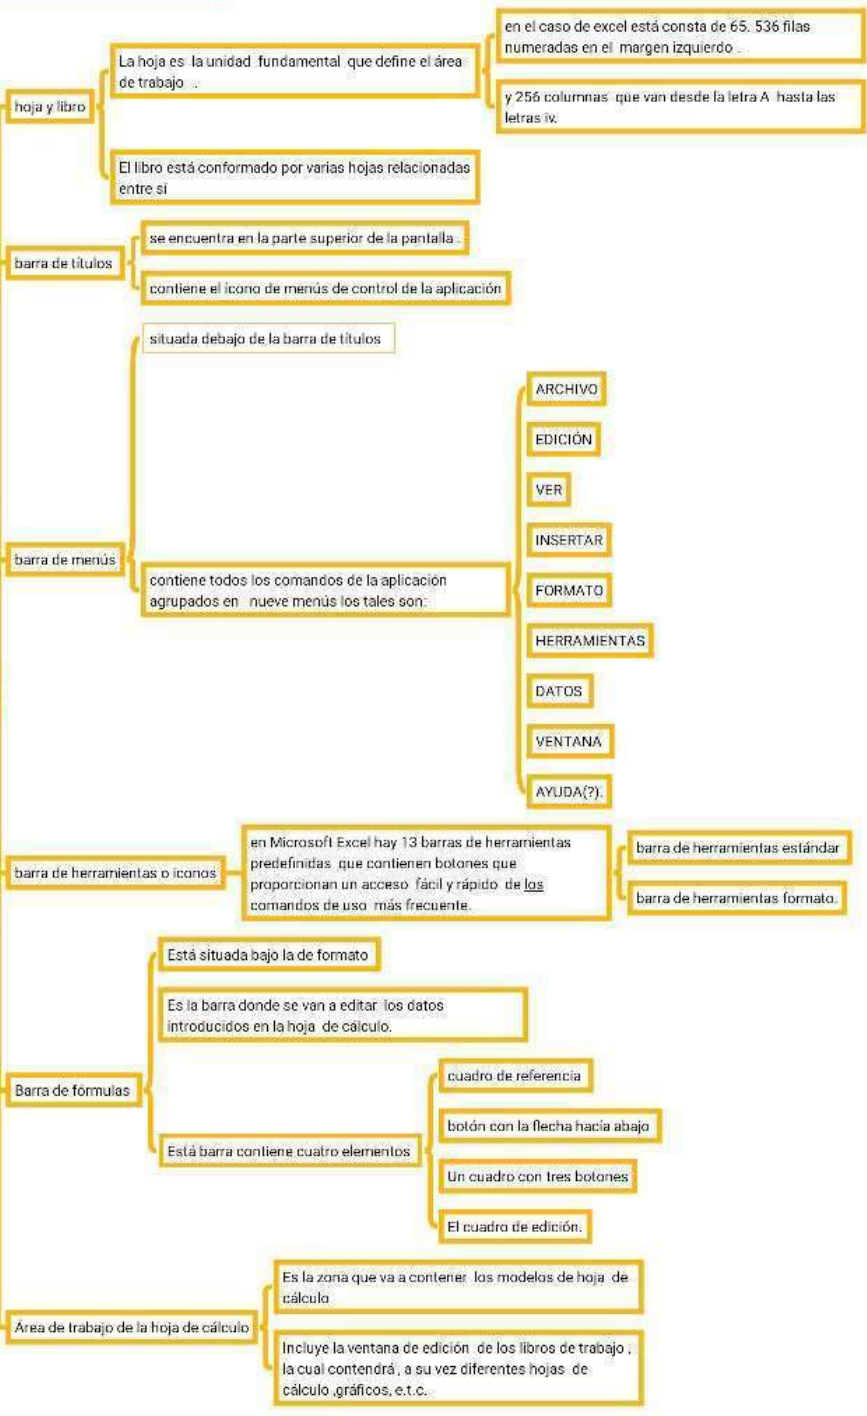 hoja y libro
La hoja es la unidad fundamental que define el área
de trabajo .
en el caso de excel está consta de 65. 536 filas
numeradas en el margen izquierdo .
y 256 columnas que van desde la letra A hasta las
letras iv.
El libro está conformado por varias hojas relacionadas
entre si
barra de títulos
se encuentra en la parte superior de la pantalla .
contiene el ícono de menús de control de la aplicación
barra de menús
situada debajo de la barra de títulos
contiene todos los comandos de la aplicación
agrupados en nueve menús los tales son:
ARCHIVO
EDICIÓN
VER
INSERTAR
FORMATO
HERRAMIENTAS
DATOS
VENTANA
AYUDA(?).
barra de herramientas o iconos
en Microsoft Excel hay 13 barras de herramientas
predefinidas que contienen botones que
proporcionan un acceso fácil y rápido de los
comandos de uso más frecuente.
barra de herramientas estándar
barra de herramientas formato.
Barra de fórmulas
Está situada bajo la de formato
Es la barra donde se van a editar los datos
introducidos en la hoja de cálculo.
Está barra contiene cuatro elementos
cuadro de referencia
botón con la flecha hacía abajo
Un cuadro con tres botones
El cuadro de edición.
Área de trabajo de la hoja de cálculo
Es la zona que va a contener los modelos de hoja de
cálculo
Incluye la ventana de edición de los libros de trabajo ,
la cual contendrá , a su vez diferentes hojas de
cálculo ,gráficos, e.t.c.